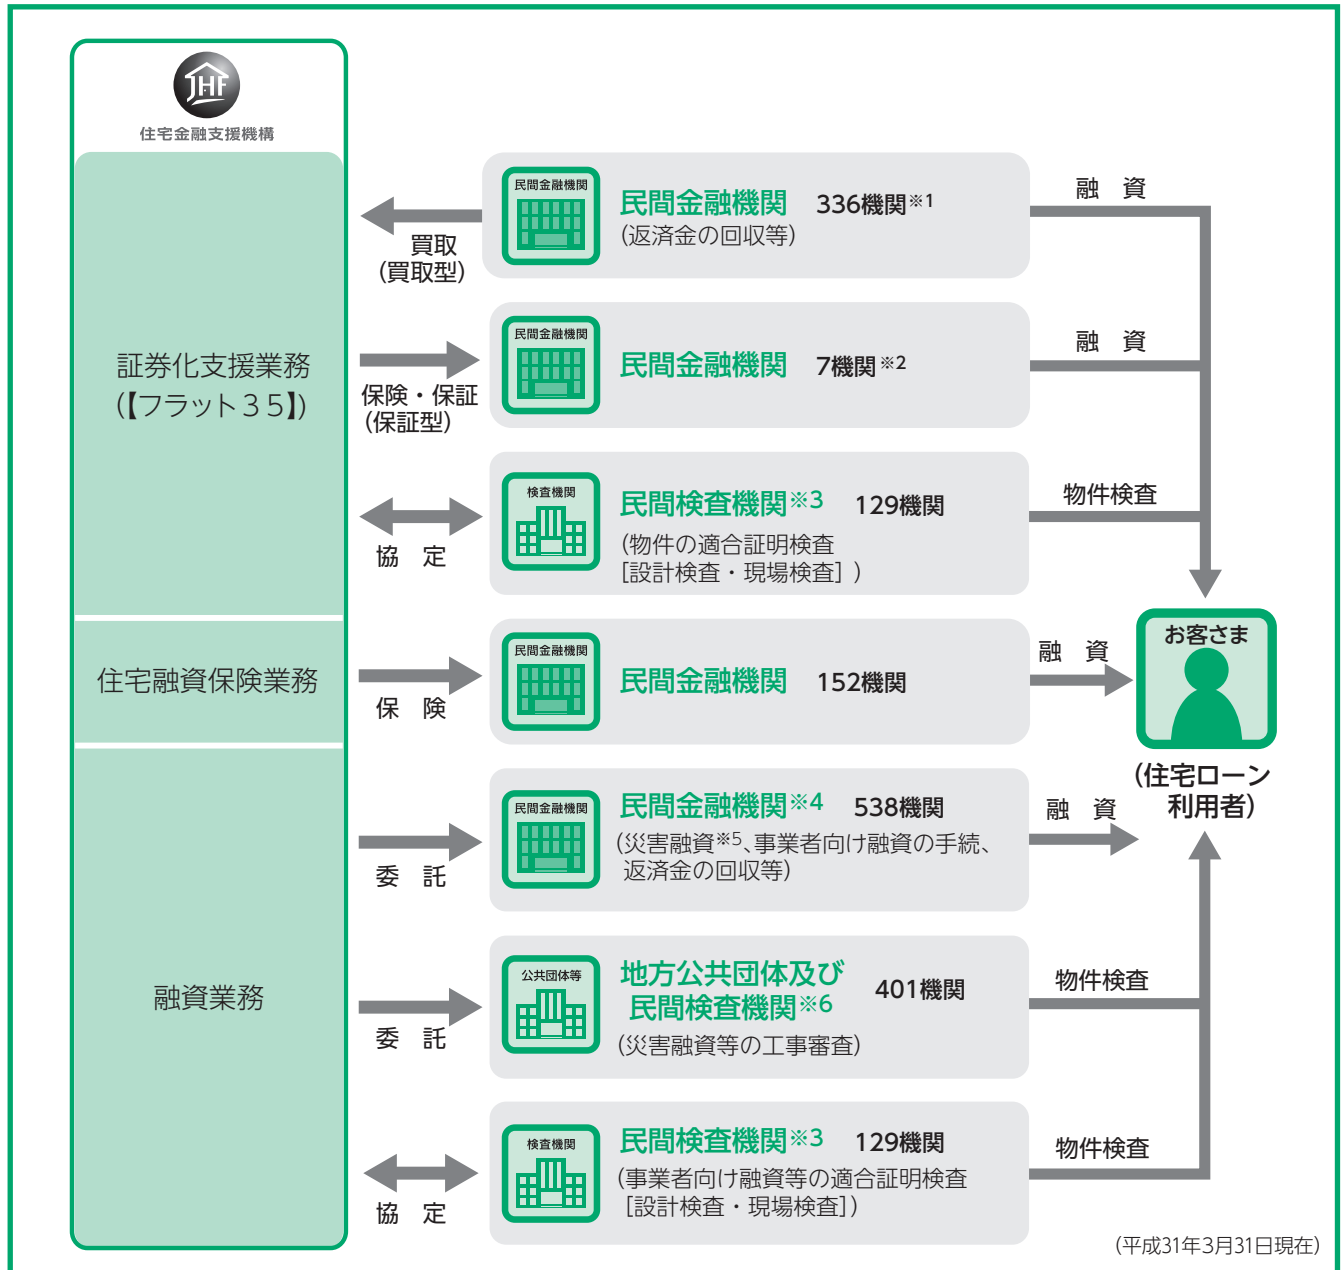 JHF
住宅金融支援機構
証券化支援業務
(【フラット３５】)
買取
(買取型)
民間金融機関
民間金融機関 336機関※1
(返済金の回収等)
融 資
保険・保証
(保証型)
民間金融機関
民間金融機関 7機関※2
融 資
協 定
検査機関
民間検査機関※3 129機関
(物件の適合証明検査
[設計検査・現場検査] )
物件検査
住宅融資保険業務
保 険
民間金融機関
民間金融機関 152機関
融 資
お客さま
(住宅ローン
利用者)
融資業務
委 託
民間金融機関
民間金融機関※4 538機関
(災害融資※5、事業者向け融資の手続、
返済金の回収等)
融 資
委 託
公共団体等
地方公共団体及び
民間検査機関※6 401機関
(災害融資等の工事審査)
物件検査
協 定
検査機関
民間検査機関※3 129機関
(事業者向け融資等の適合証明検査
[設計検査・現場検査])
物件検査
(平成31年3月31日現在)